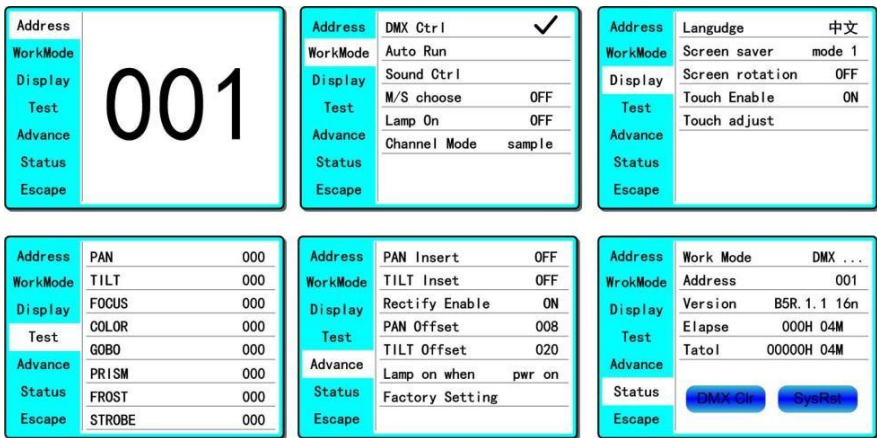 Address
WorkMode
Display
Test
Advance
Status
Escape
001
Address
WorkMode
Display
Test
Advance
Status
Escape
DMX Ctrl ✓
Auto Run
Sound Ctrl
M/S choose OFF
Lamp On OFF
Channel Mode sample
Address
WorkMode
Display
Test
Advance
Status
Escape
Langudge 中文
Screen saver mode 1
Screen rotation OFF
Touch Enable ON
Touch adjust
Address
WorkMode
Display
Test
Advance
Status
Escape
PAN 000
TILT 000
FOCUS 000
COLOR 000
GOBO 000
PRISM 000
FROST 000
STROBE 000
Address
WorkMode
Display
Test
Advance
Status
Escape
PAN Insert OFF
TILT Inset OFF
Rectify Enable ON
PAN Offset 008
TILT Offset 020
Lamp on when pwr on
Factory Setting
Address
WrokMode
Display
Test
Advance
Status
Escape
Work Mode DMX ...
Address 001
Version B5R.1.1 16n
Elapse 000H 04M
Tatol 00000H 04M
DMX Clr SysRst